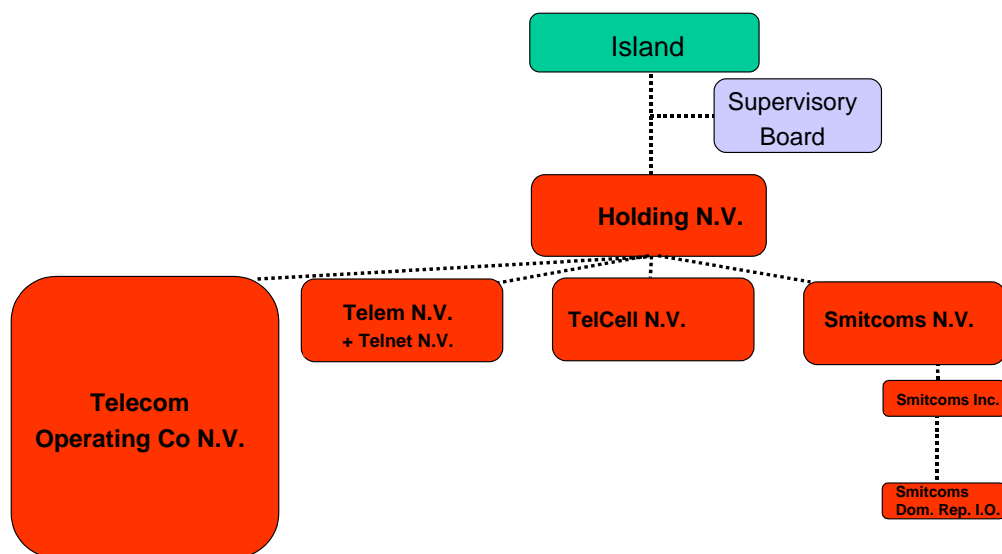 Island
Supervisory
Board
Holding N.V.
Telem N.V.
+ Telnet N.V.
TelCell N.V.
Smitcoms N.V.
Telecom
Operating Co N.V.
Smitcoms Inc.
Smitcoms
Dom. Rep. I.O.